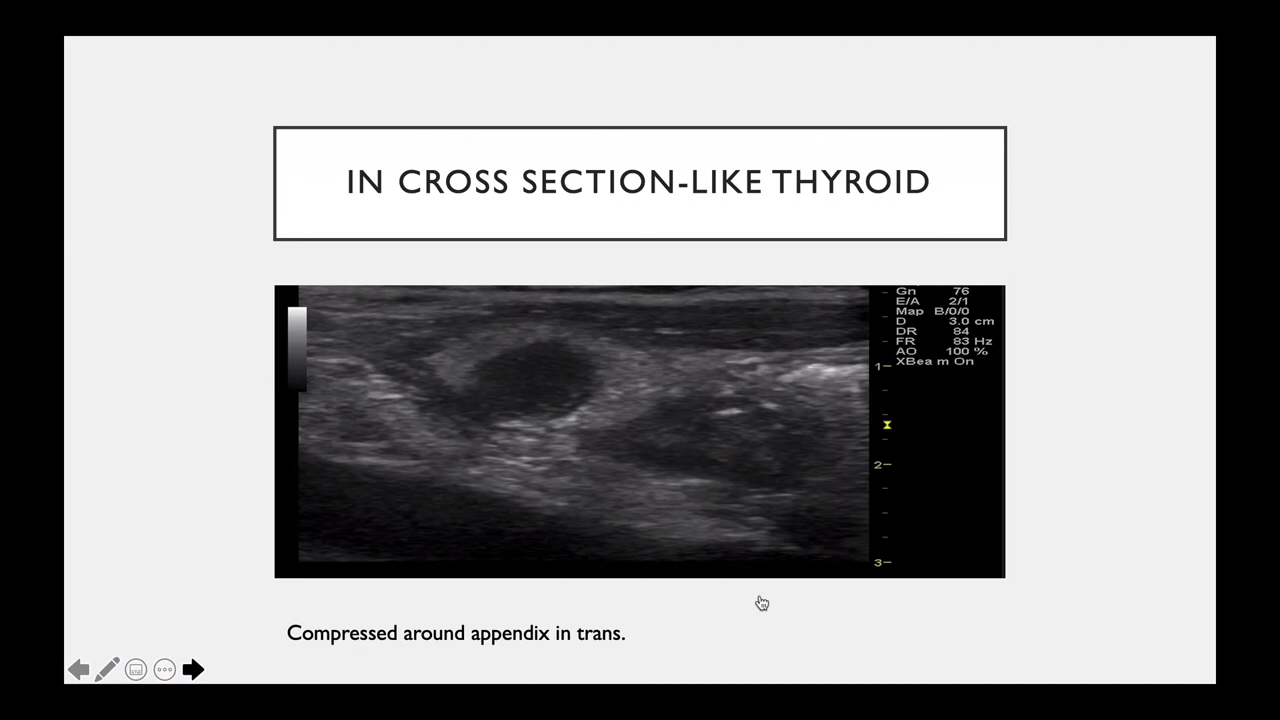 IN CROSS SECTION-LIKE THYROID
Gn 76
E/A 2/1
Map B/0/0
D 3.0 cm
DR 84
FR 83 Hz
AO 100 %
XBeam On
1
2
3
Compressed around appendix in trans.